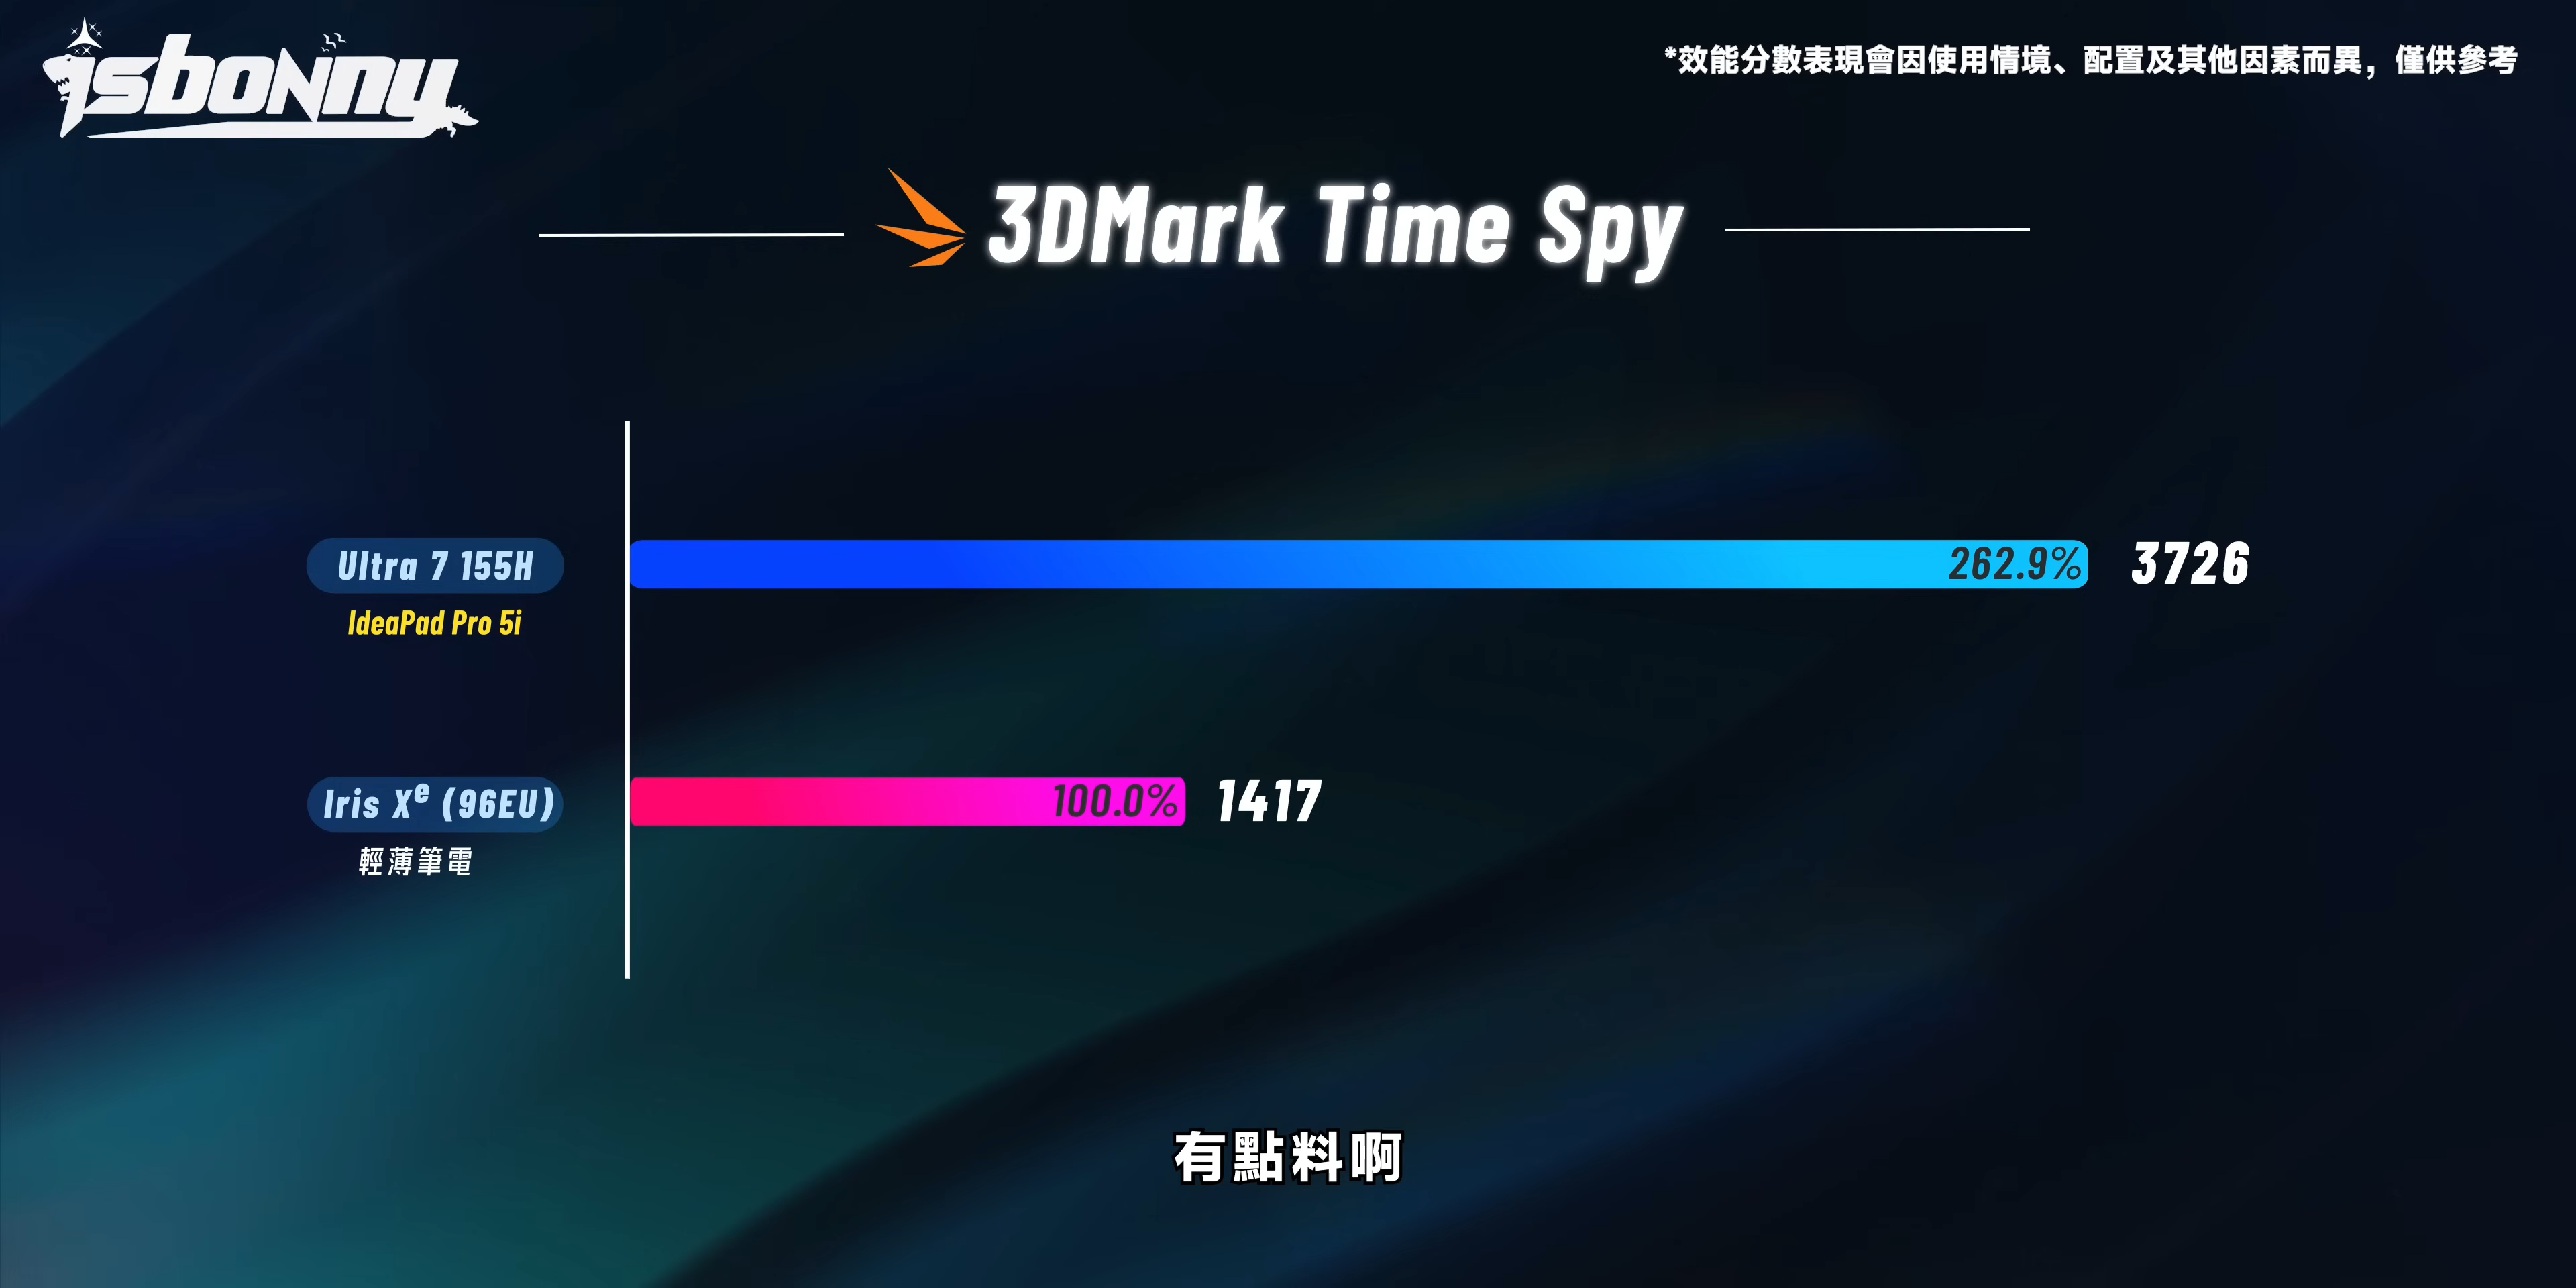 isbonny
*效能分數表現會因使用情境、配置及其他因素而異，僅供參考
3DMark Time Spy
Ultra 7 155H
262.9%
3726
IdeaPad Pro 5i
Iris Xᵉ (96EU)
100.0%
1417
輕薄筆電
有點料啊